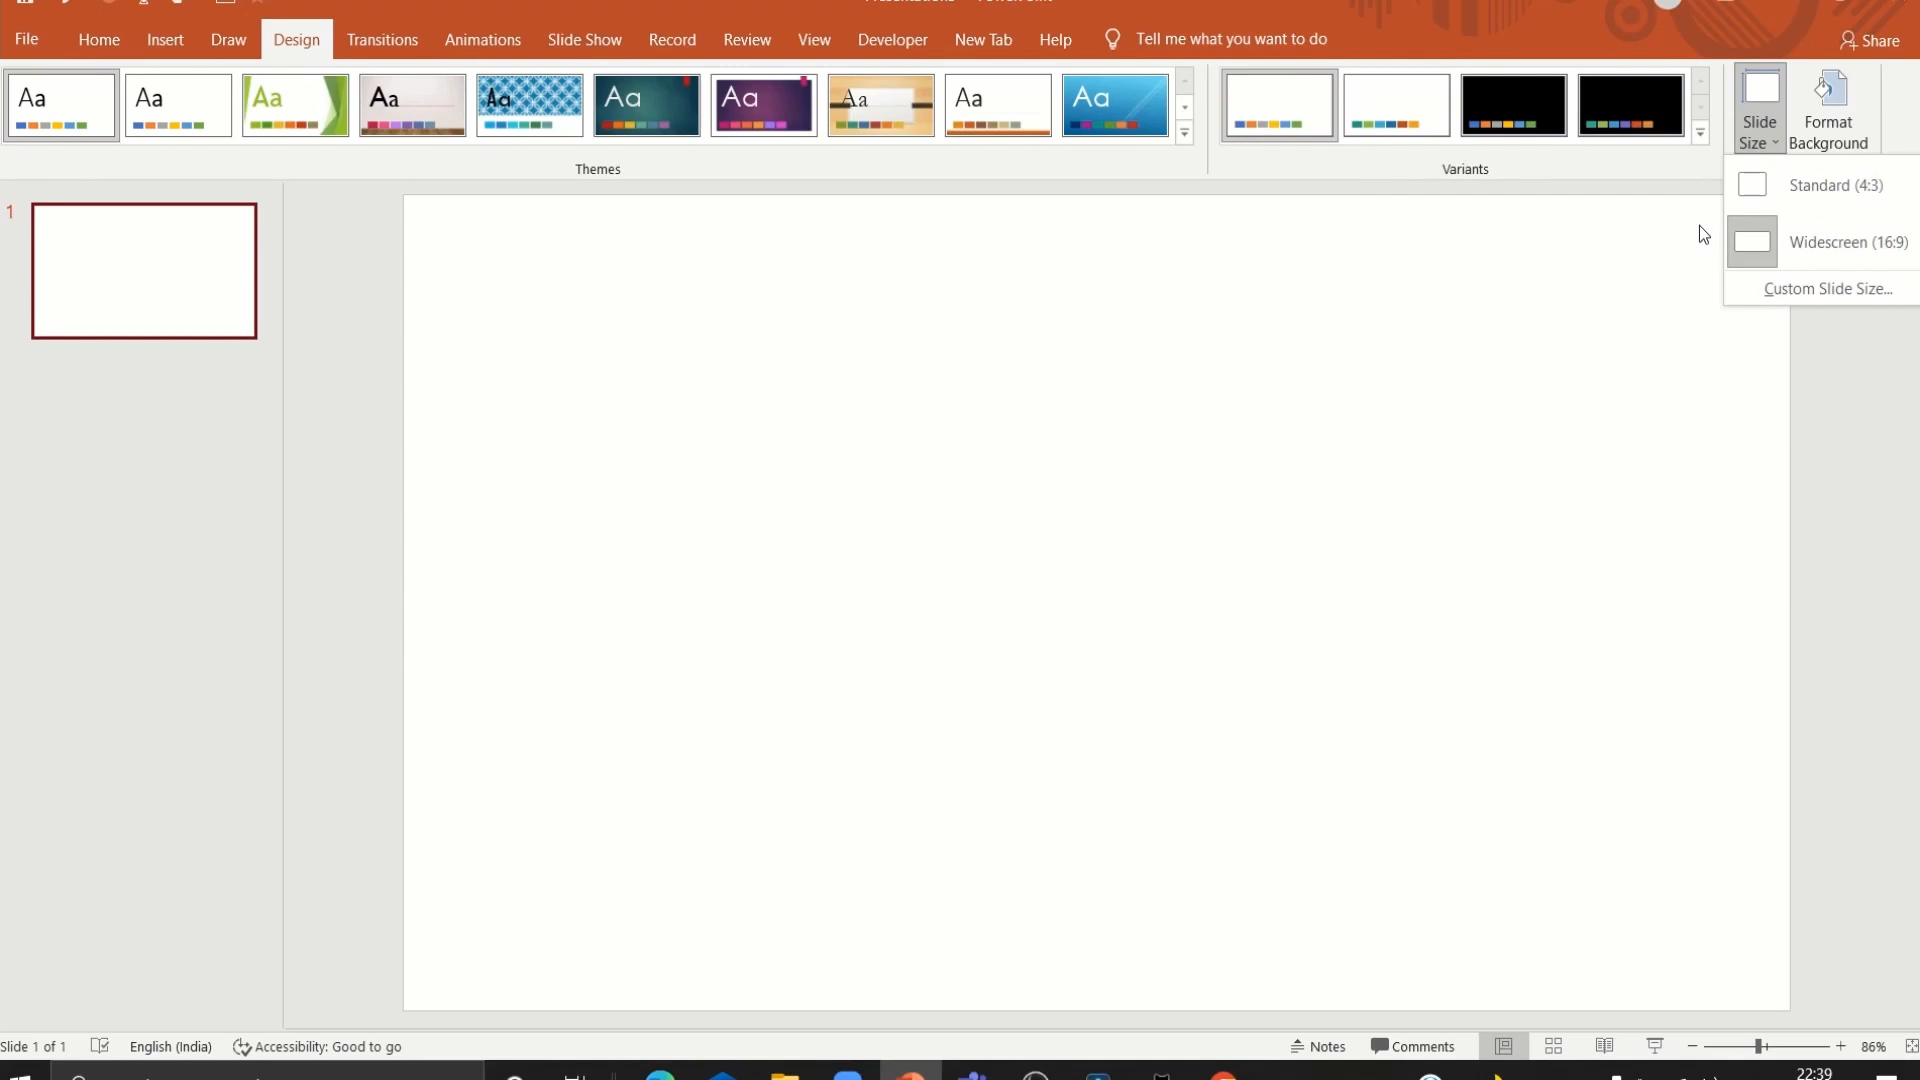 File Home Insert Draw Design Transitions Animations Slide Show Record Review View Developer New Tab Help Tell me what you want to do Share
Aa Aa Aa Aa Aa Aa Aa Aa Aa Aa
Slide Size
Format Background
Themes
Variants
Standard (4:3)
Widescreen (16:9)
Custom Slide Size...
1
Slide 1 of 1 English (India) Accessibility: Good to go Notes Comments 86%
22:39